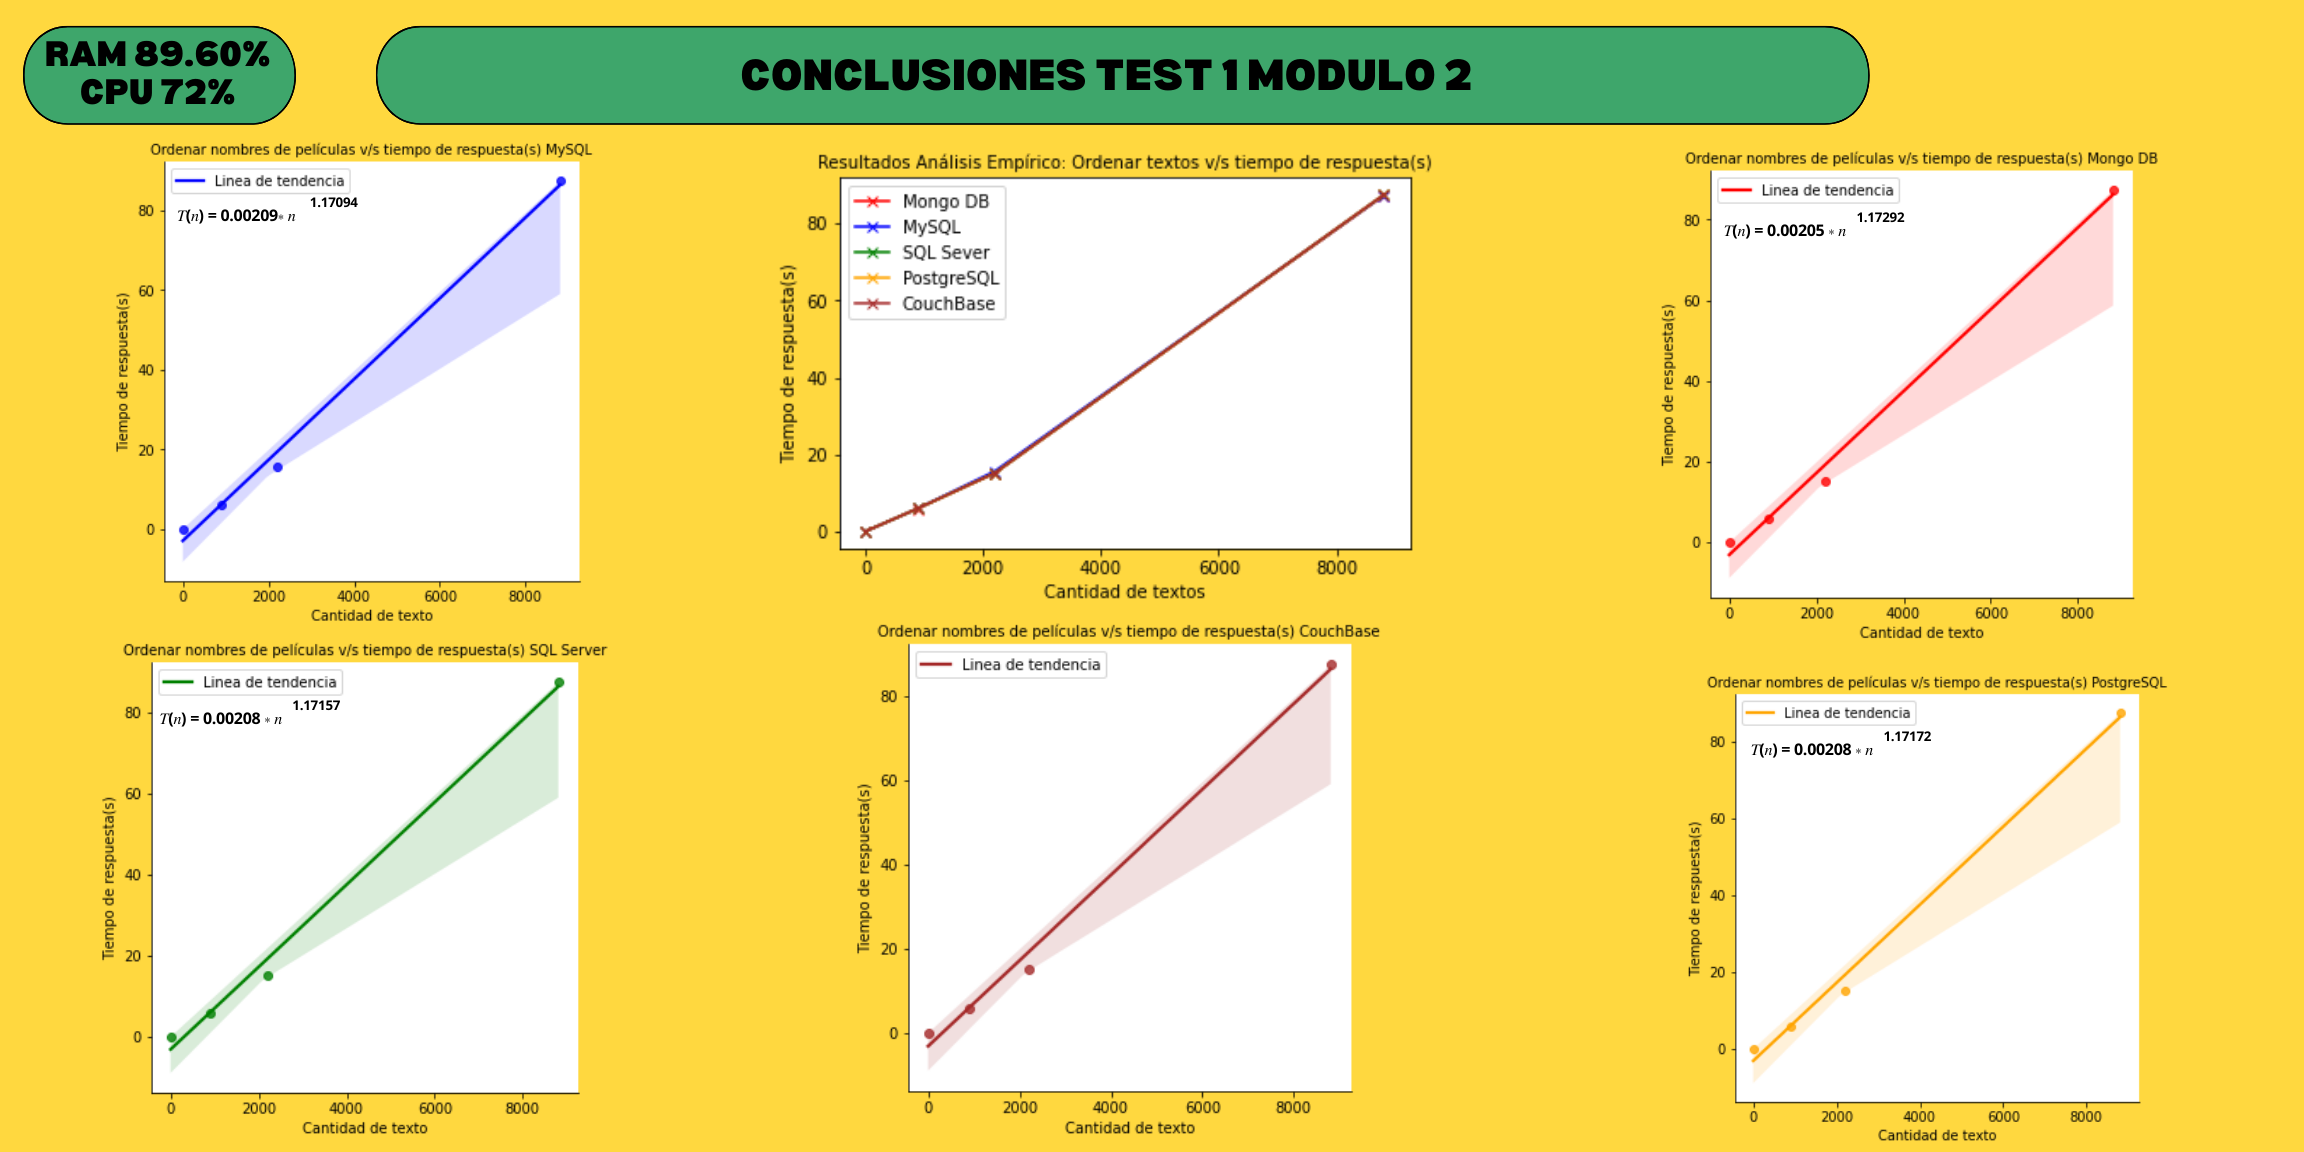 RAM 89.60%
CPU 72%
CONCLUSIONES TEST 1 MODULO 2
Ordenar nombres de películas v/s tiempo de respuesta(s) MySQL
Linea de tendencia
T(n) = 0.00209* n 1.17094
80
60
40
20
0
Tiempo de respuesta(s)
0 2000 4000 6000 8000
Cantidad de texto
Resultados Análisis Empírico: Ordenar textos v/s tiempo de respuesta(s)
Mongo DB
MySQL
SQL Sever
PostgreSQL
CouchBase
80
60
40
20
0
Tiempo de respuesta(s)
0 2000 4000 6000 8000
Cantidad de textos
Ordenar nombres de películas v/s tiempo de respuesta(s) Mongo DB
Linea de tendencia
T(n) = 0.00205 * n 1.17292
80
60
40
20
0
Tiempo de respuesta(s)
0 2000 4000 6000 8000
Cantidad de texto
Ordenar nombres de películas v/s tiempo de respuesta(s) SQL Server
Linea de tendencia
T(n) = 0.00208 * n 1.17157
80
60
40
20
0
Tiempo de respuesta(s)
0 2000 4000 6000 8000
Cantidad de texto
Ordenar nombres de películas v/s tiempo de respuesta(s) CouchBase
Linea de tendencia
80
60
40
20
0
Tiempo de respuesta(s)
0 2000 4000 6000 8000
Cantidad de texto
Ordenar nombres de películas v/s tiempo de respuesta(s) PostgreSQL
Linea de tendencia
T(n) = 0.00208 * n 1.17172
80
60
40
20
0
Tiempo de respuesta(s)
0 2000 4000 6000 8000
Cantidad de texto